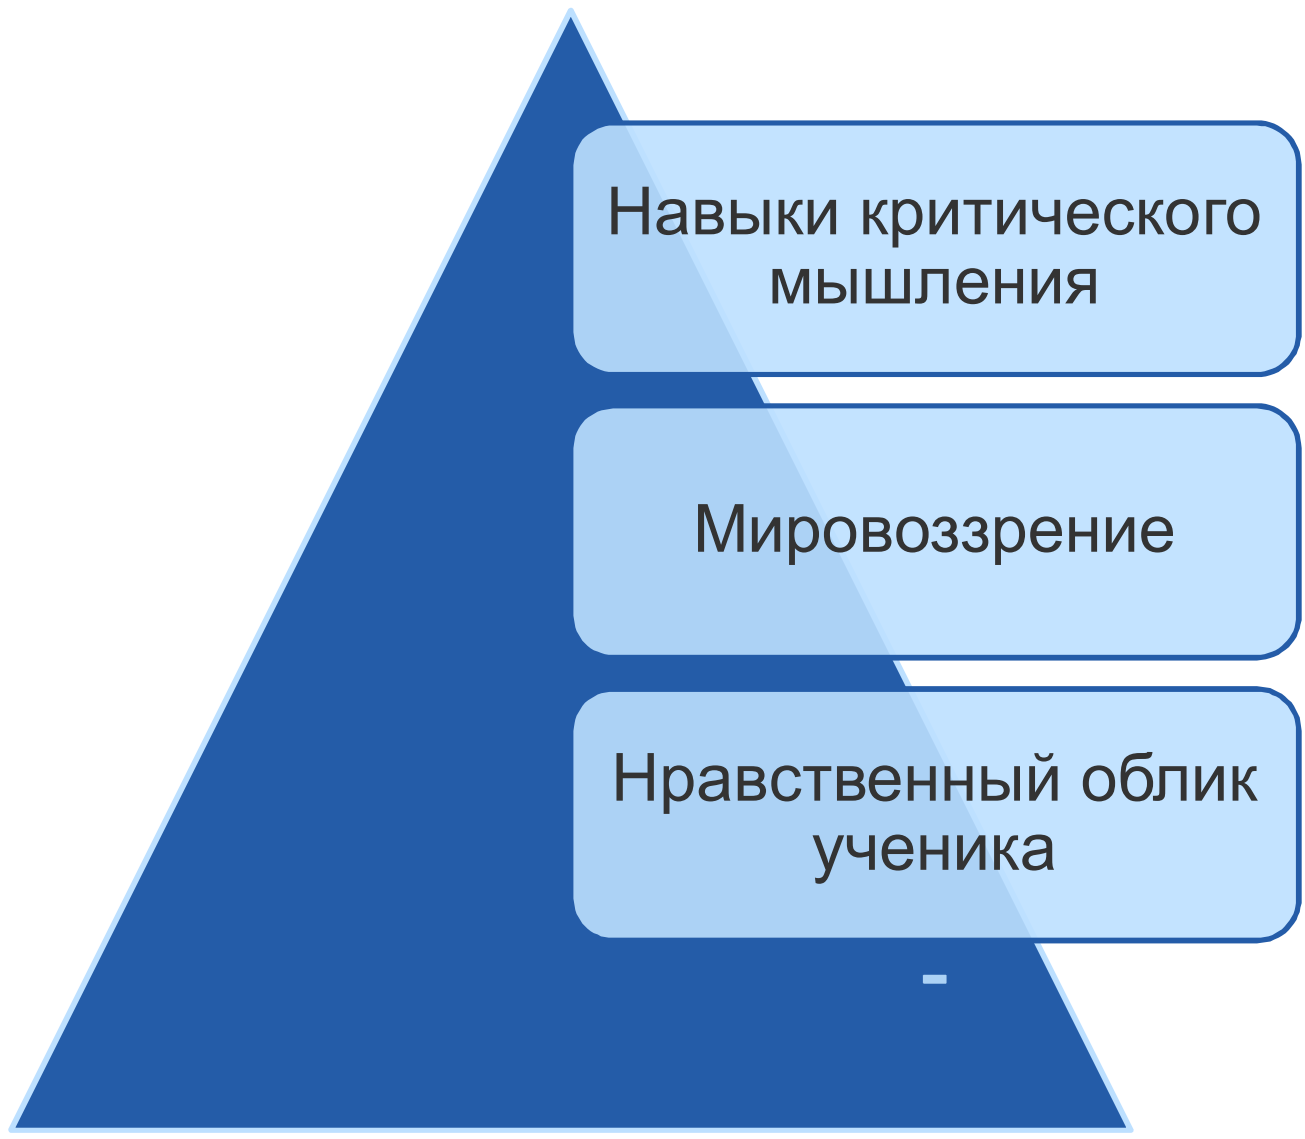 Навыки критического
мышления
Мировоззрение
Нравственный облик
ученика
-